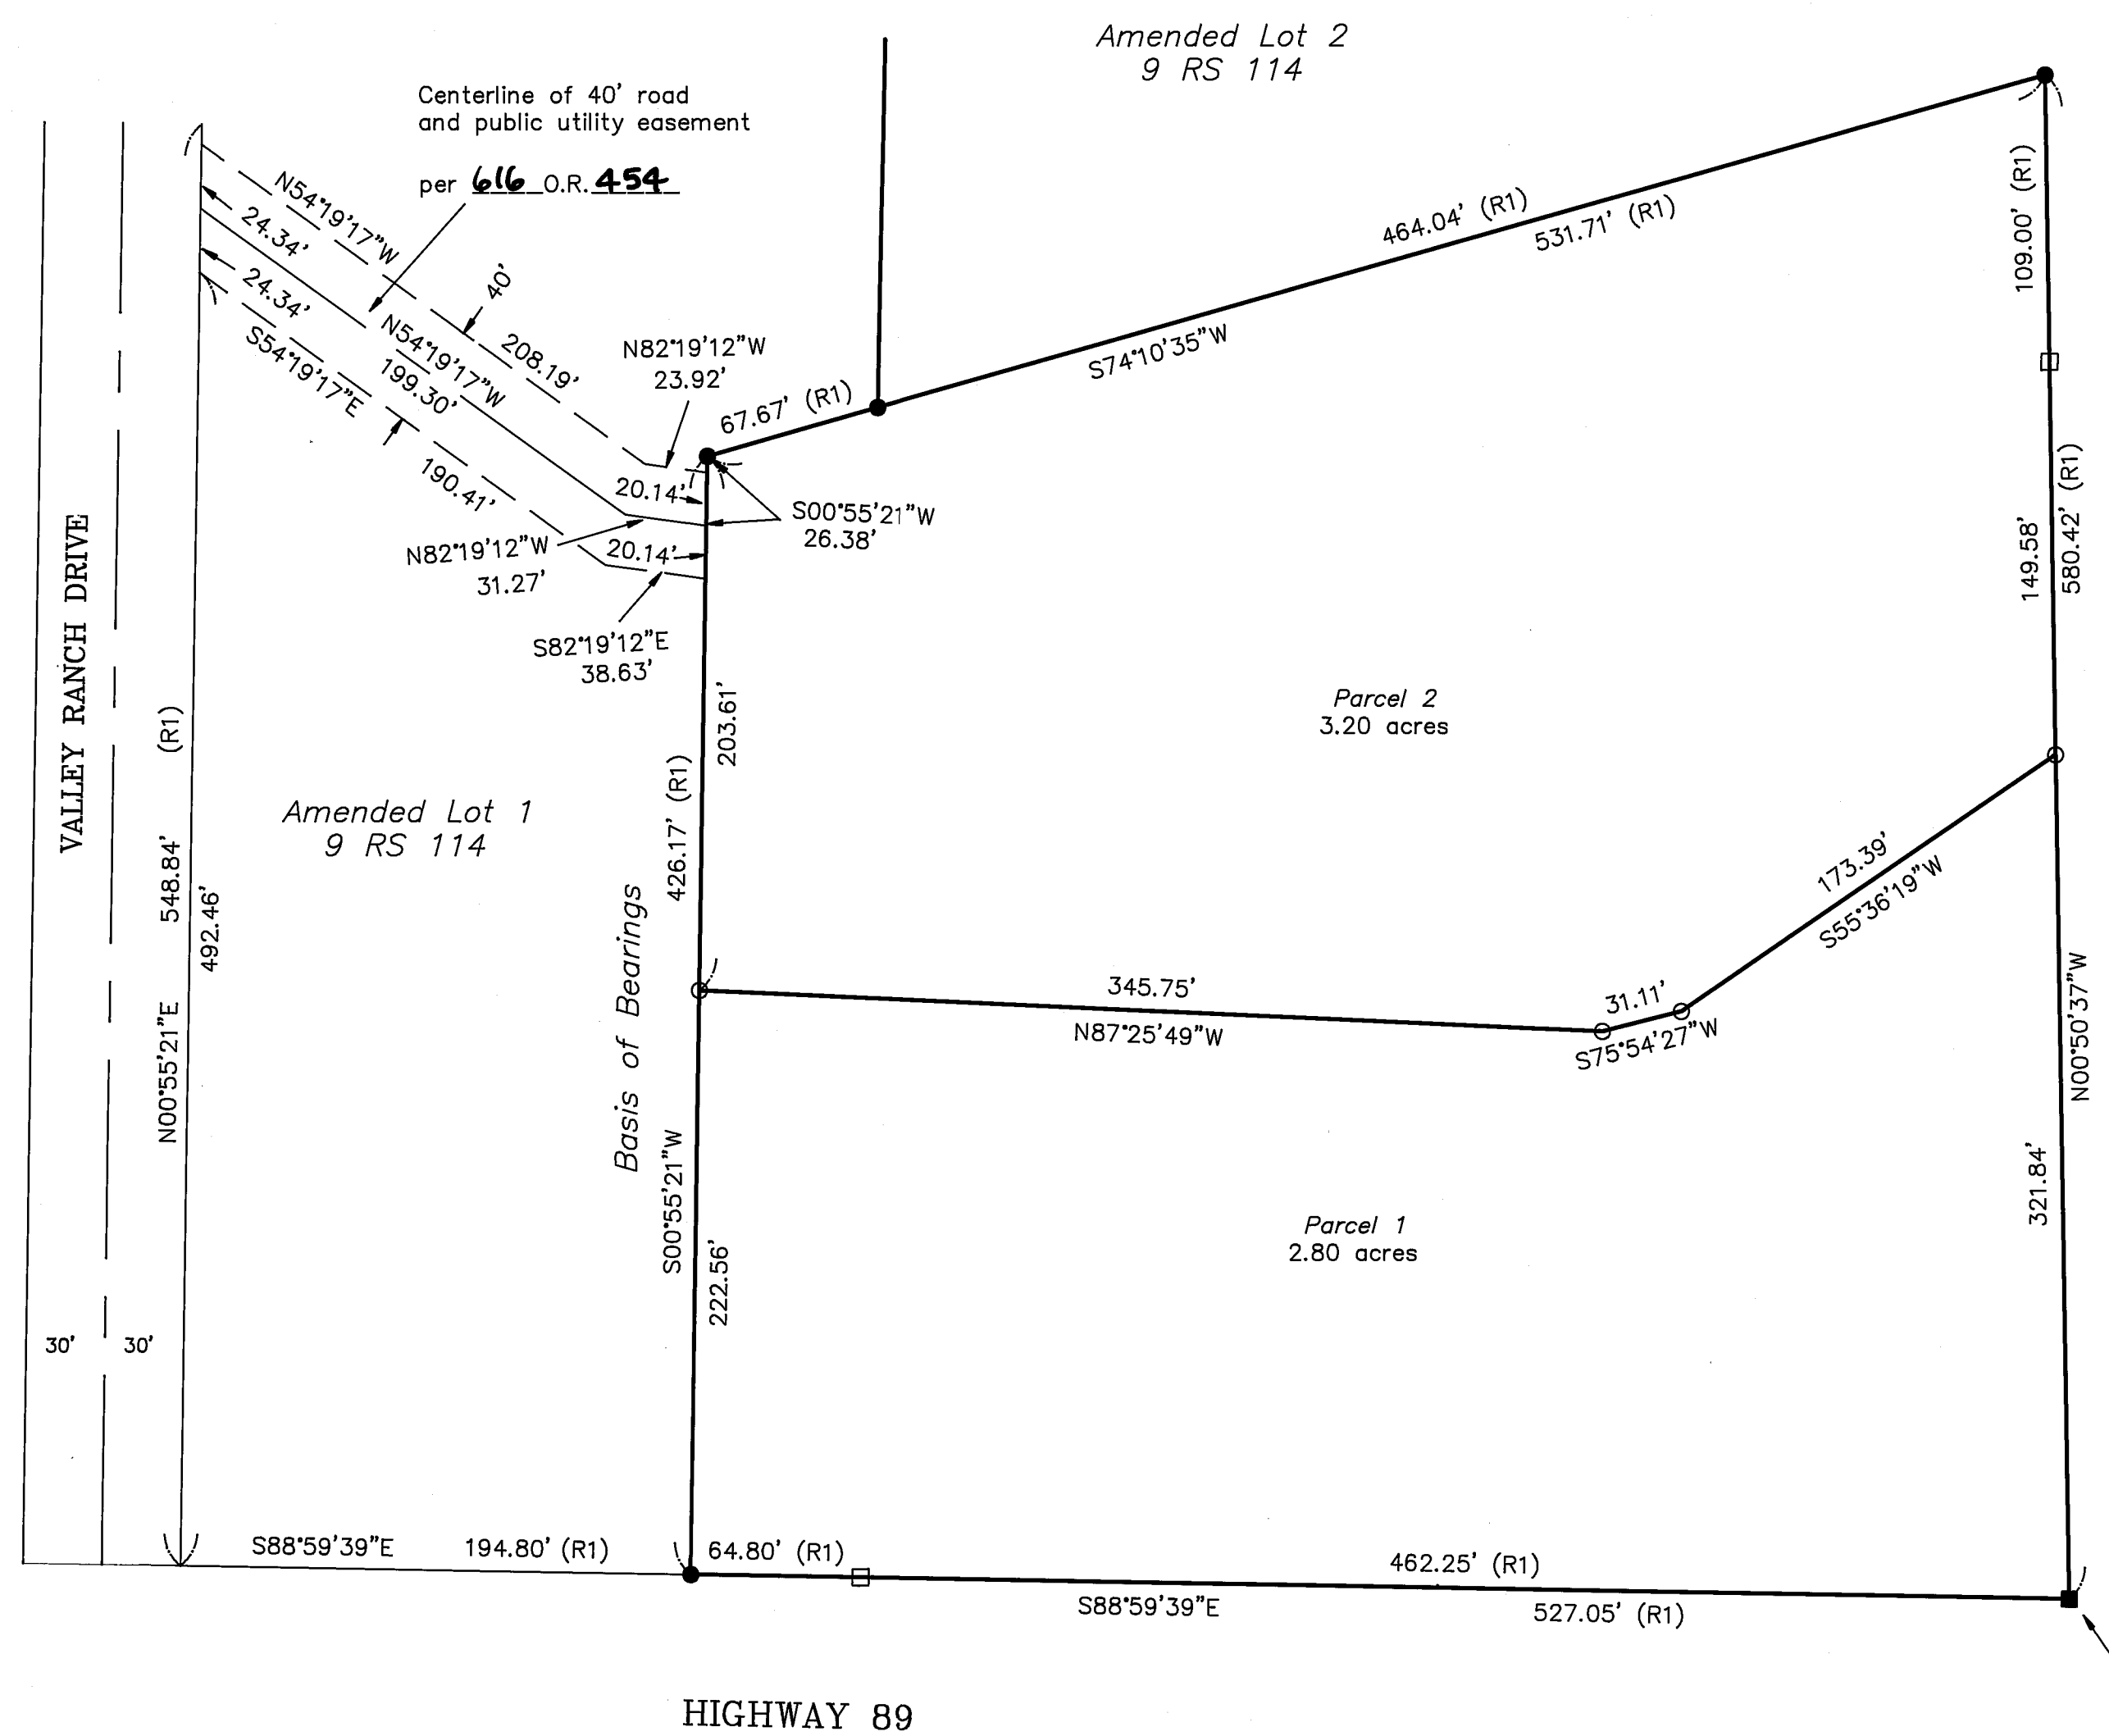 Amended Lot 2
9 RS 114
Centerline of 40' road
and public utility easement
per 616 O.R. 454
N54°19'17"W
24.34'
24.34'
S54°19'17"E
40'
N54°19'17"W
199.30'
208.19'
190.41'
N82°19'12"W
23.92'
67.67' (R1)
464.04' (R1)
531.71' (R1)
S74°10'35"W
109.00' (R1)
20.14'
S00°55'21"W
26.38'
N82°19'12"W
31.27'
20.14'
S82°19'12"E
38.63'
149.58'
580.42' (R1)
VALLEY RANCH DRIVE
N00°55'21"E 548.84' (R1)
492.46'
Amended Lot 1
9 RS 114
203.61'
426.17' (R1)
Basis of Bearings
S00°55'21"W
222.56'
Parcel 2
3.20 acres
173.39'
S55°36'19"W
345.75'
N87°25'49"W
31.11'
S75°54'27"W
N00°50'37"W
321.84'
Parcel 1
2.80 acres
30'
30'
S88°59'39"E 194.80' (R1)
64.80' (R1)
462.25' (R1)
S88°59'39"E
527.05' (R1)
HIGHWAY 89